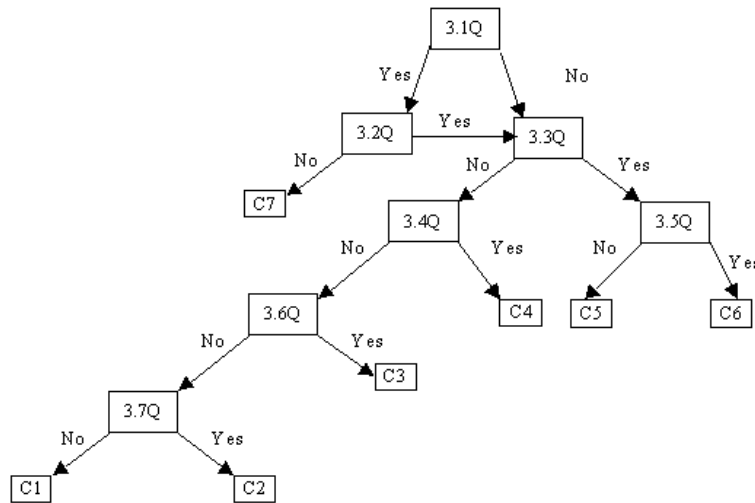 3.1Q
Yes
No
3.2Q
Yes
3.3Q
No
No
Yes
C7
3.4Q
3.5Q
No
Yes
No
Yes
3.6Q
C4
C5
C6
No
Yes
C3
3.7Q
No
Yes
C1
C2